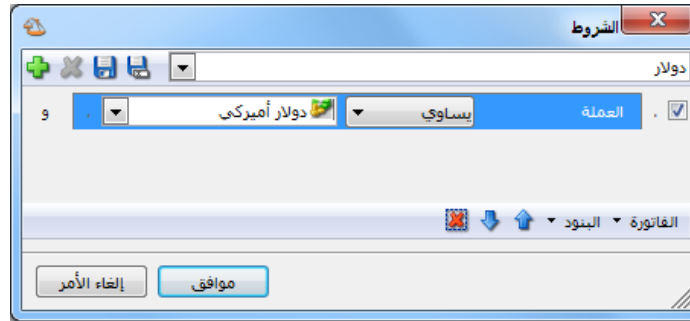 الشروط
دولار
. العملة يساوي دولار أميركي . و
الفاتورة البنود
موافق إلغاء الأمر